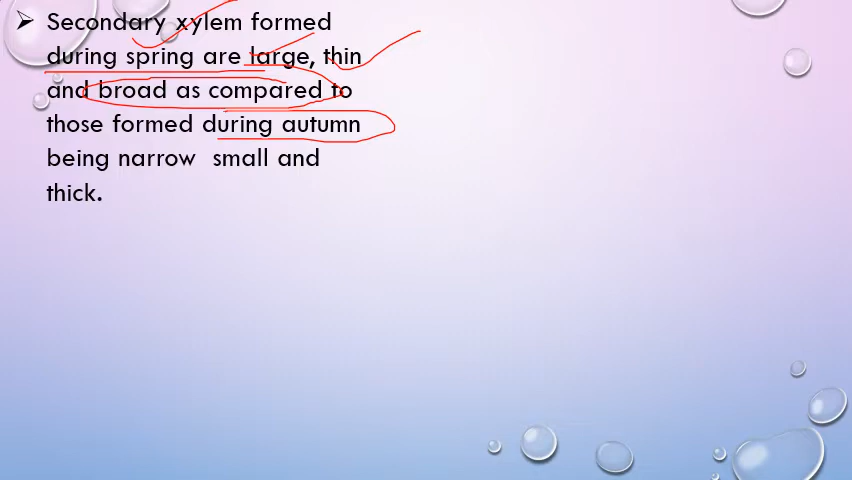 Secondary xylem formed
during spring are large, thin
and broad as compared to
those formed during autumn
being narrow  small and
thick.